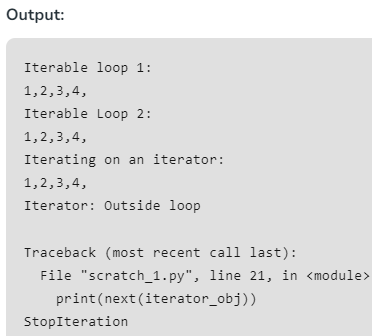 Output:
Iterable loop 1:
1,2,3,4,
Iterable Loop 2:
1,2,3,4,
Iterating on an iterator:
1,2,3,4,
Iterator: Outside loop
Traceback (most recent call last):
  File "scratch_1.py", line 21, in <module>
    print(next(iterator_obj))
StopIteration